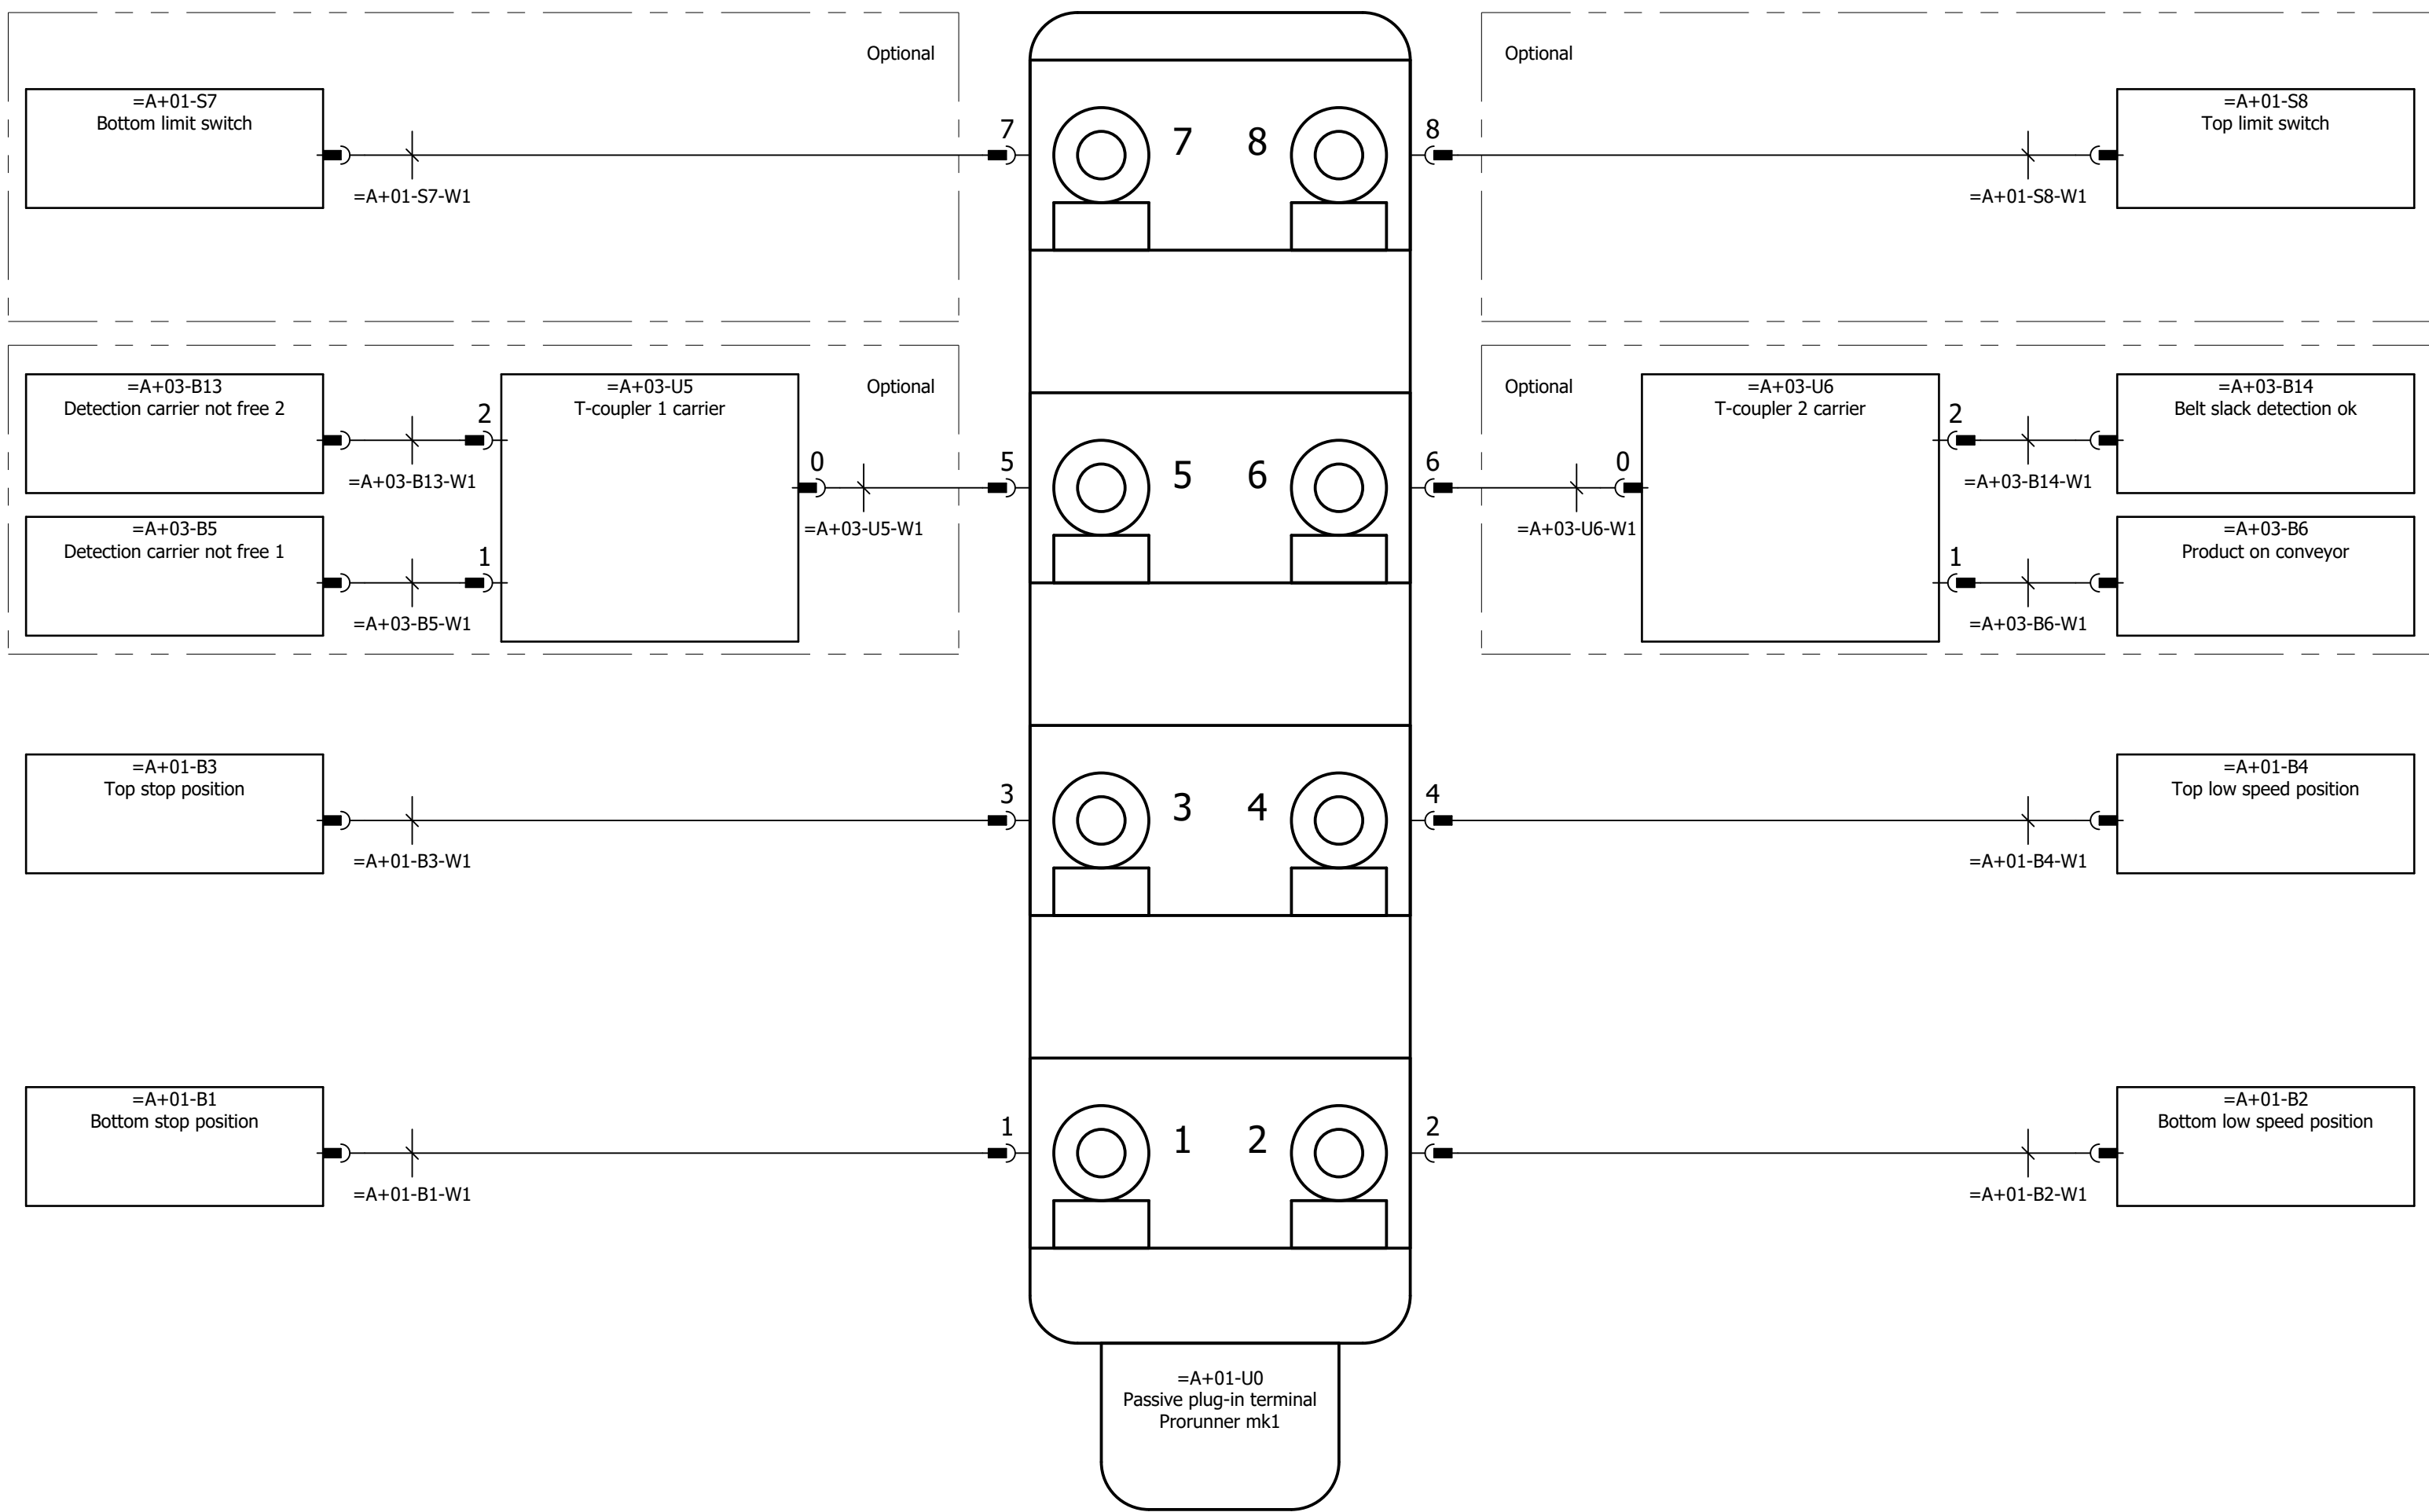 Optional
Optional
=A+01-S7
Bottom limit switch
=A+01-S7-W1
7
7 8
8
=A+01-S8-W1
=A+01-S8
Top limit switch
=A+03-B13
Detection carrier not free 2
=A+03-B13-W1
2
=A+03-U5
T-coupler 1 carrier
Optional
=A+03-B5
Detection carrier not free 1
=A+03-B5-W1
1
0
=A+03-U5-W1
5
5 6
6
Optional
=A+03-U6-W1
0
=A+03-U6
T-coupler 2 carrier
2
=A+03-B14-W1
=A+03-B14
Belt slack detection ok
1
=A+03-B6-W1
=A+03-B6
Product on conveyor
=A+01-B3
Top stop position
=A+01-B3-W1
3
3 4
4
=A+01-B4-W1
=A+01-B4
Top low speed position
=A+01-B1
Bottom stop position
=A+01-B1-W1
1
1 2
2
=A+01-B2-W1
=A+01-B2
Bottom low speed position
=A+01-U0
Passive plug-in terminal
Prorunner mk1